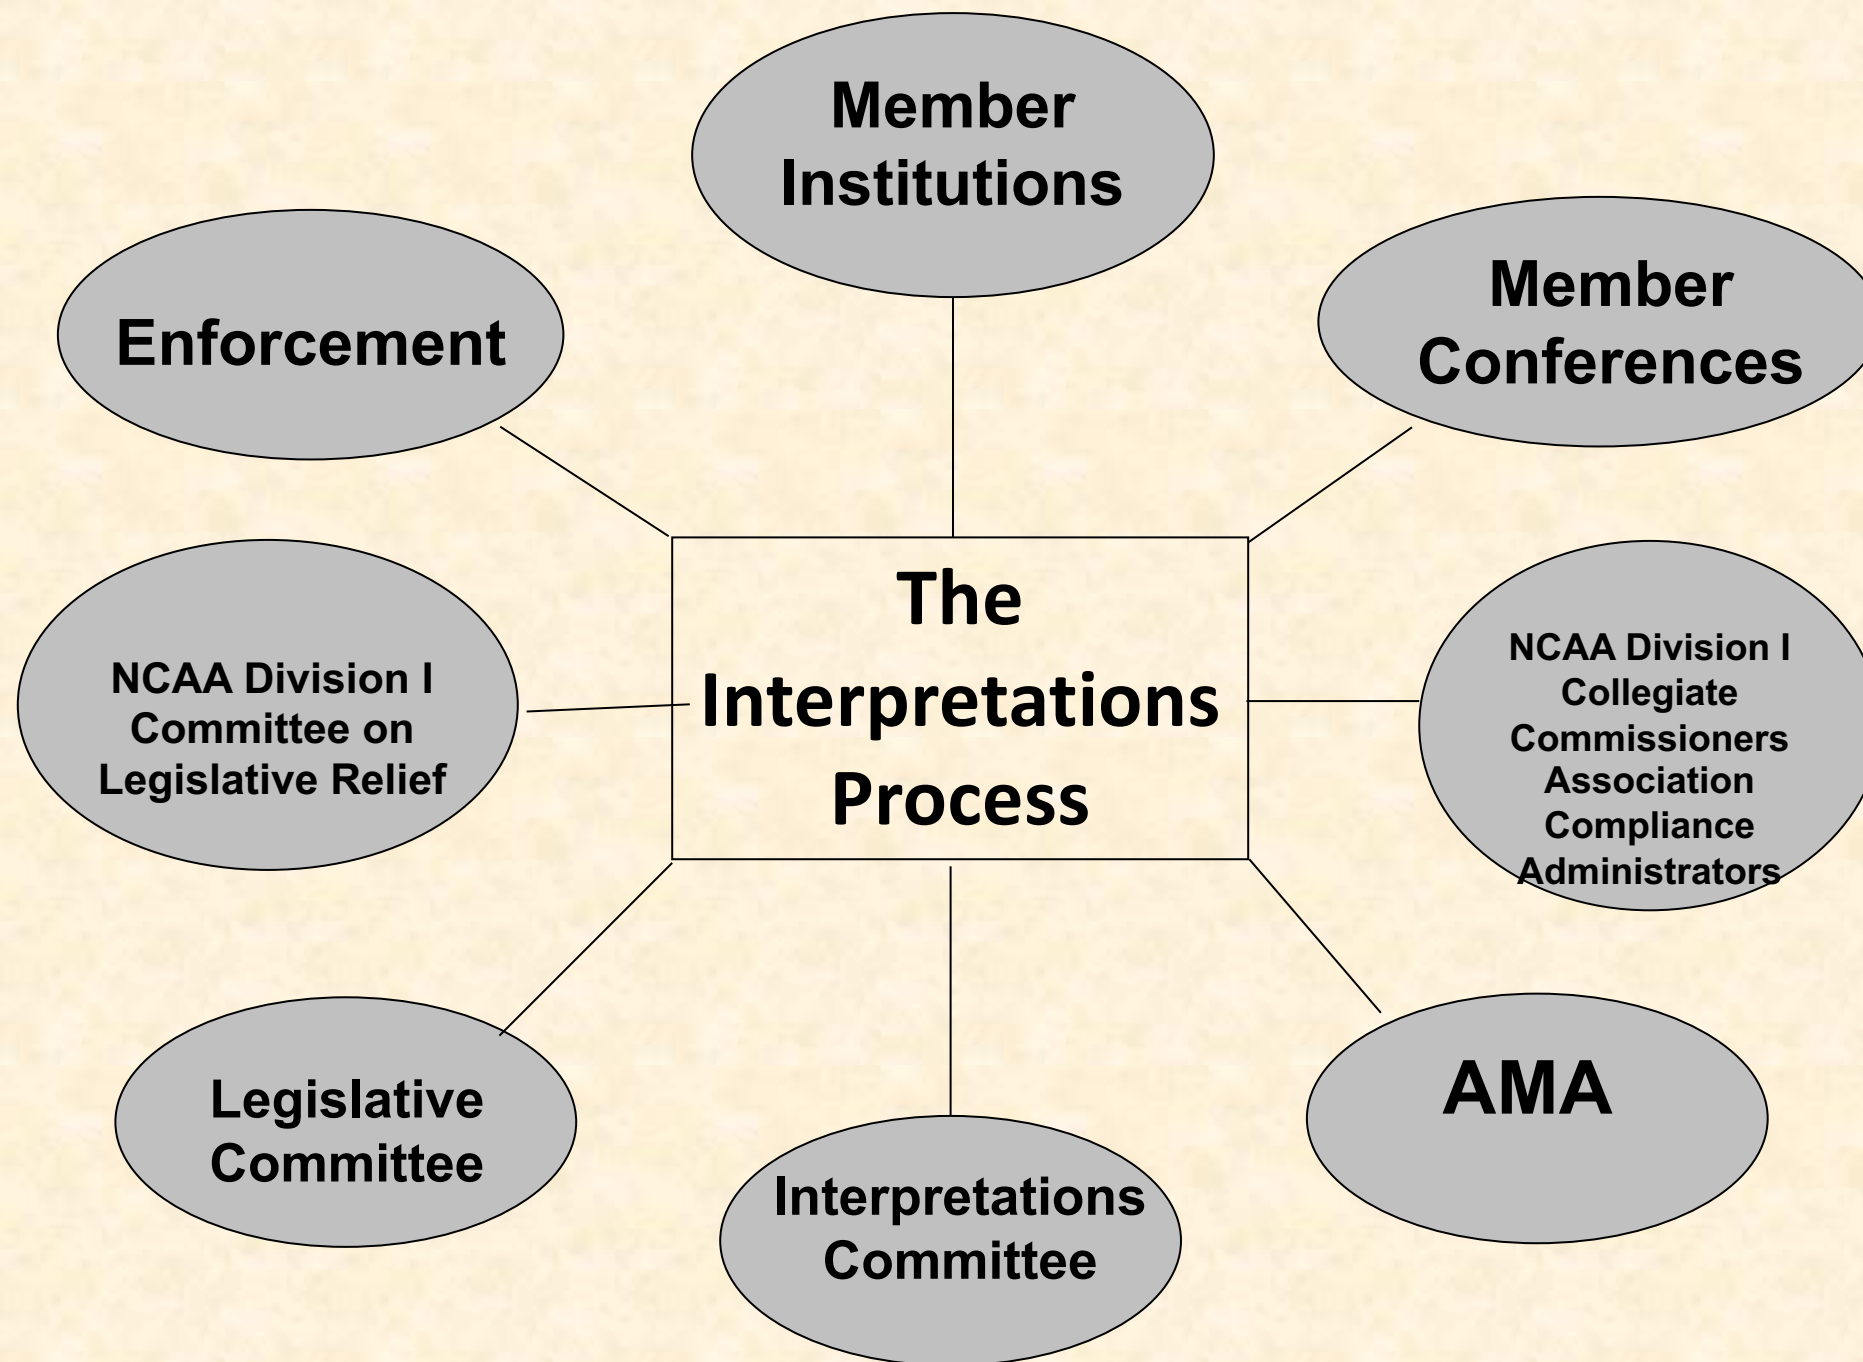 Member
Institutions
Enforcement
Member
Conferences
The
Interpretations
Process
NCAA Division I
Committee on
Legislative Relief
NCAA Division I
Collegiate
Commissioners
Association
Compliance
Administrators
Legislative
Committee
Interpretations
Committee
AMA